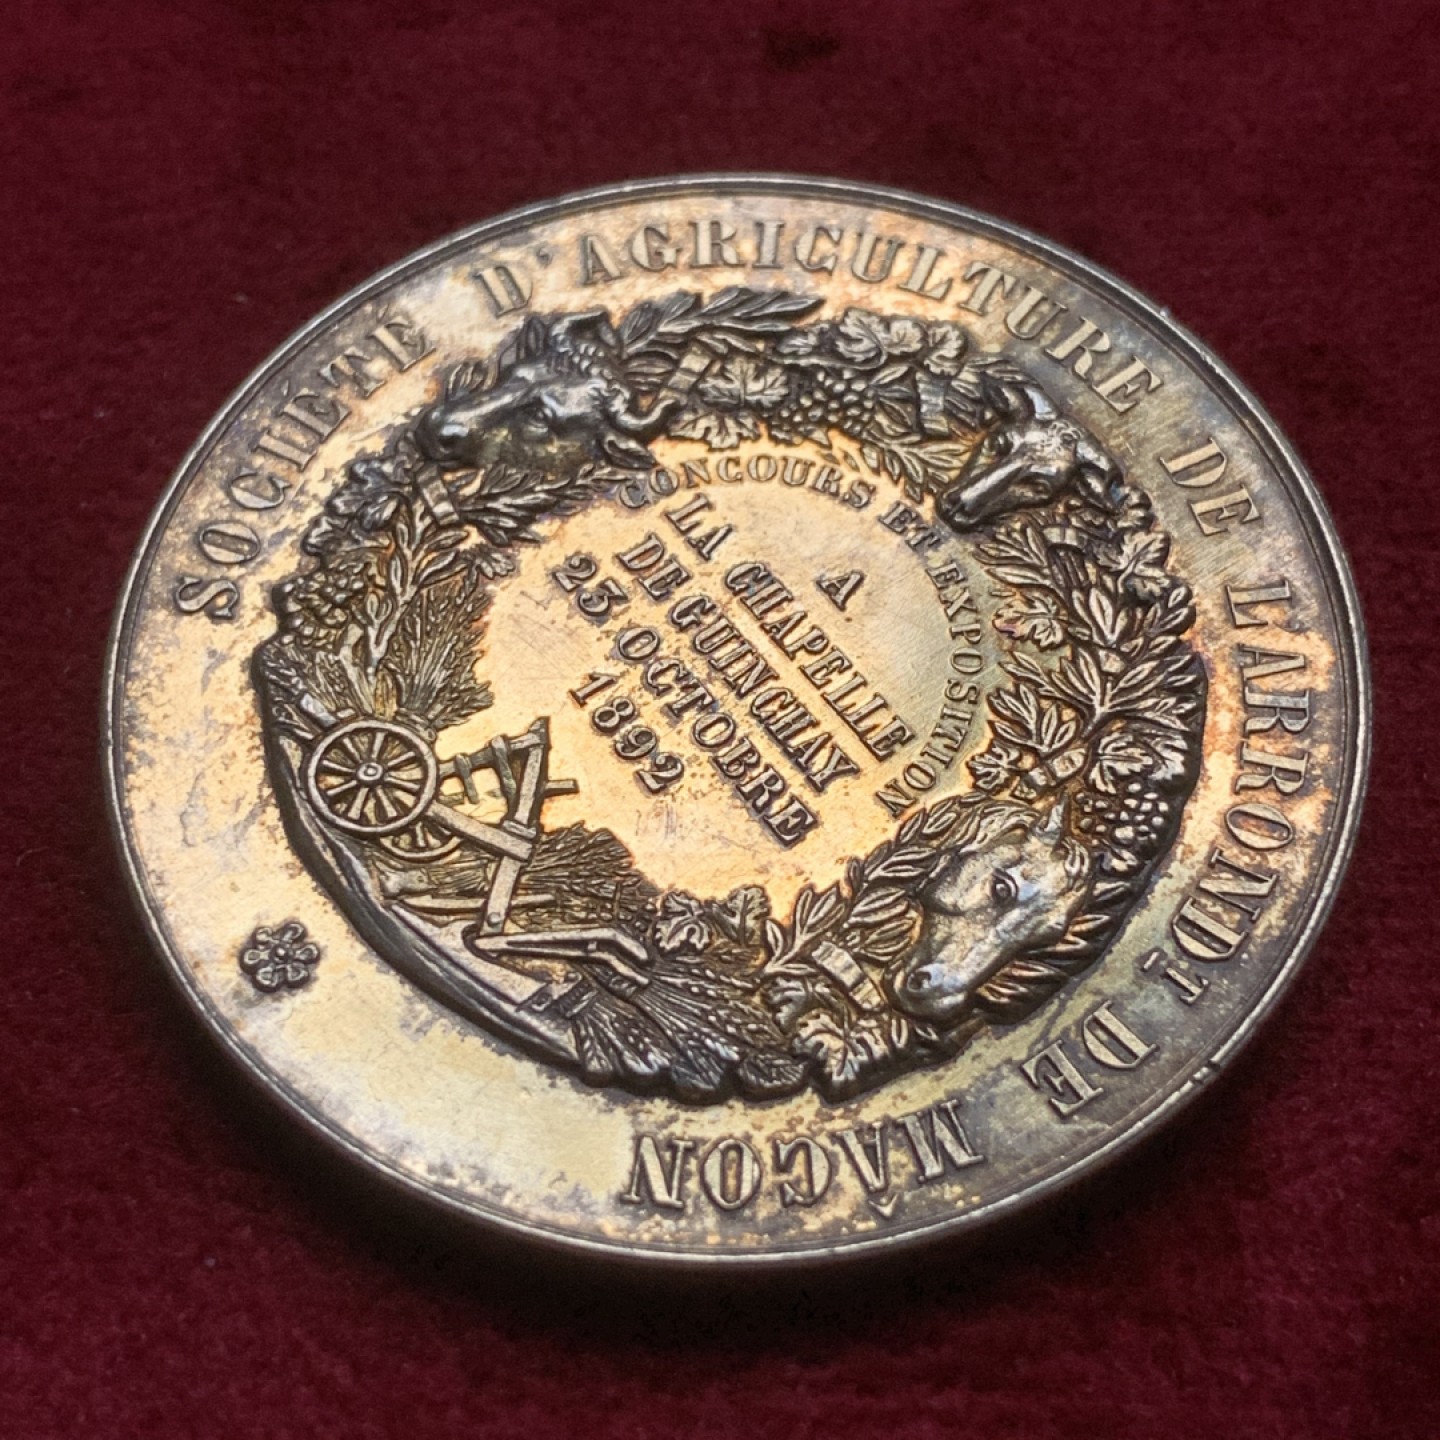 SOCIÉTÉ D'AGRICULTURE DE L'ARROND.T DE MÂCON
CONCOURS ET EXPOSITION
A
LA CHAPELLE
DE GUINCHAY
23 OCTOBRE
1892